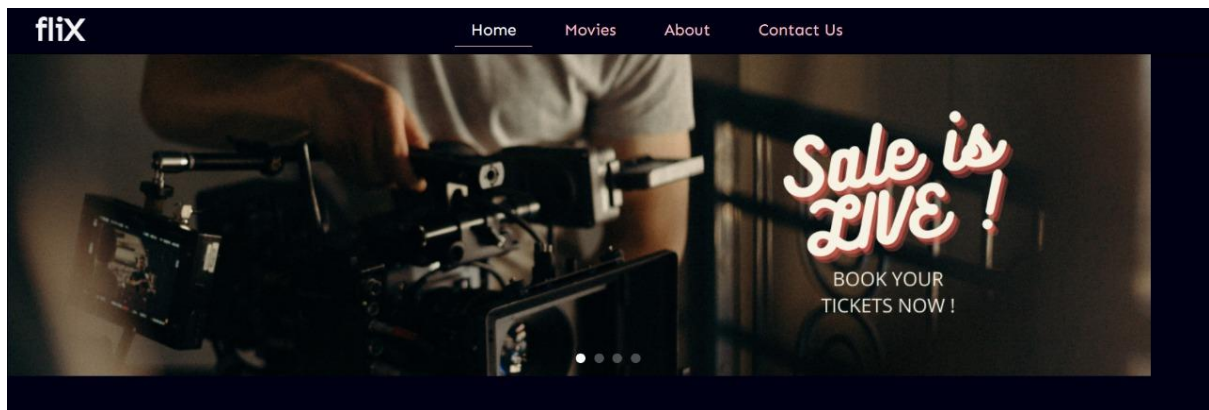 fliX
Home Movies About Contact Us
Sale is
LIVE !
BOOK YOUR
TICKETS NOW !